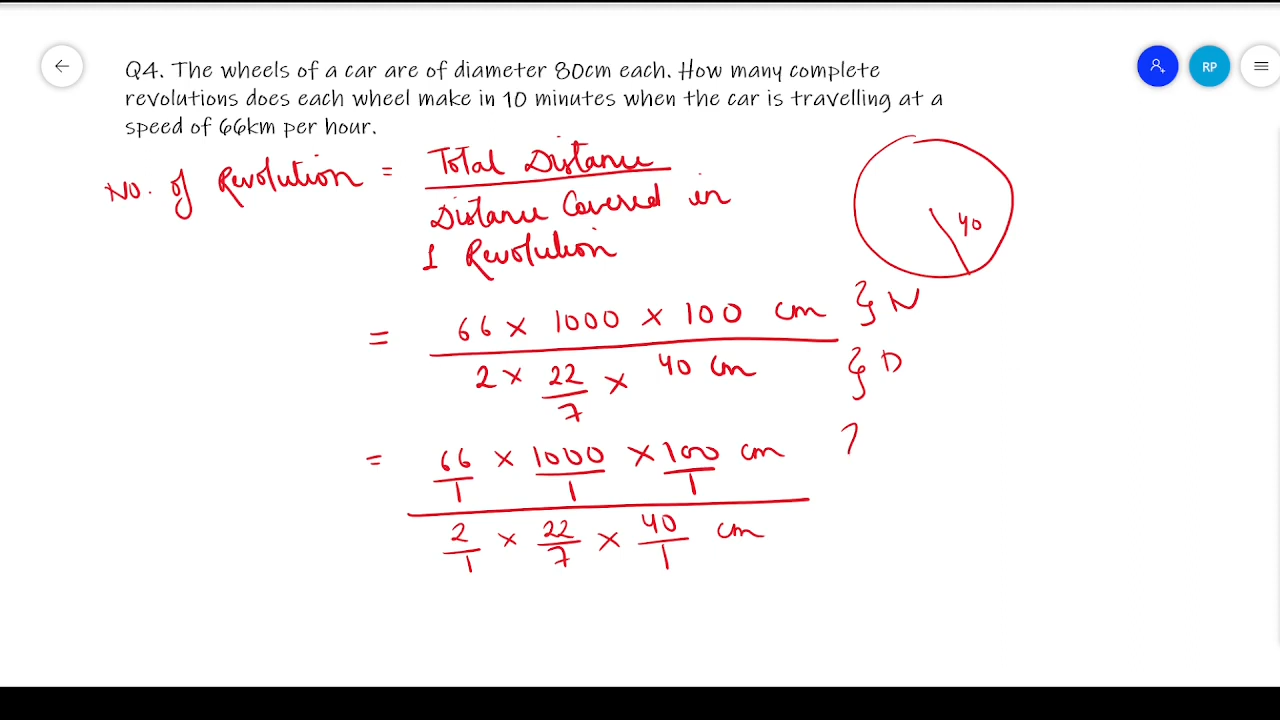 Q4. The wheels of a car are of diameter 80cm each. How many complete
revolutions does each wheel make in 10 minutes when the car is travelling at a
speed of 66km per hour.
RP
No. of Revolution = Total Distance
Distance Covered in
1 Revolution
40
= 66 × 1000 × 100 cm } N
2 × 22/7 × 40 cm } D
= 66/1 × 1000/1 × 100/1 cm
2/1 × 22/7 × 40/1 cm